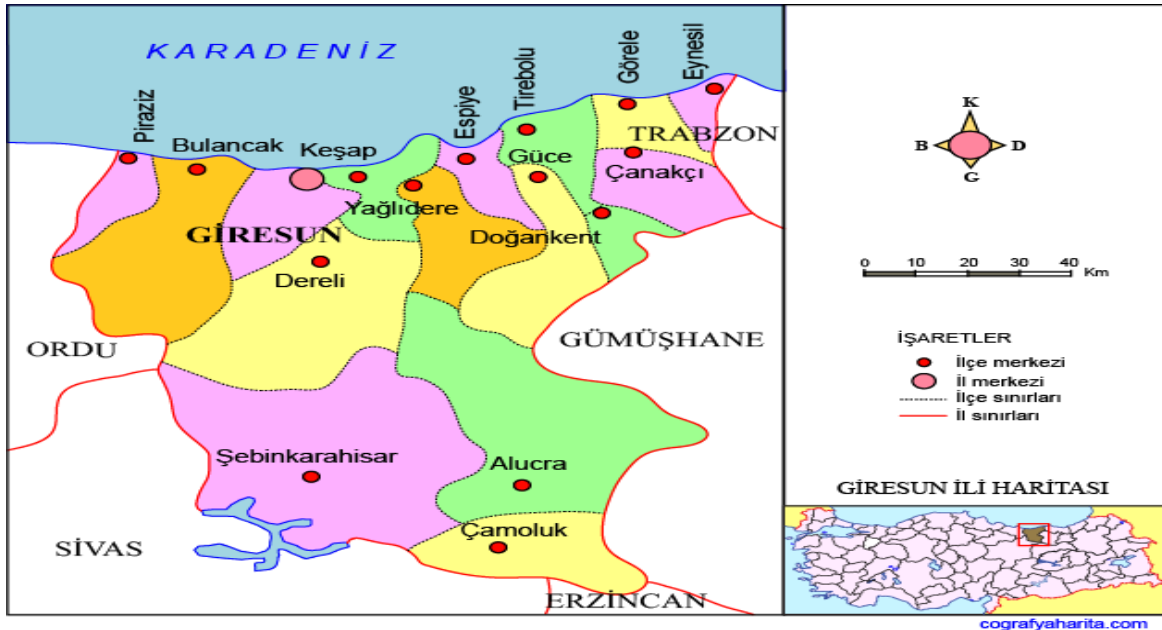 KARADENİZ
Piraziz
Bulancak
Keşap
Espiye
Tirebolu
Görele
Eynesil
TRABZON
Güce
Çanakçı
Yağlıdere
GİRESUN
Doğankent
Dereli
ORDU
GÜMÜŞHANE
Şebinkarahisar
Alucra
Çamoluk
SİVAS
ERZİNCAN
K
B
D
G
0 10 20 30 40
Km
İŞARETLER
İlçe merkezi
İl merkezi
İlçe sınırları
İl sınırları
GİRESUN İLİ HARİTASI
cografyaharita.com